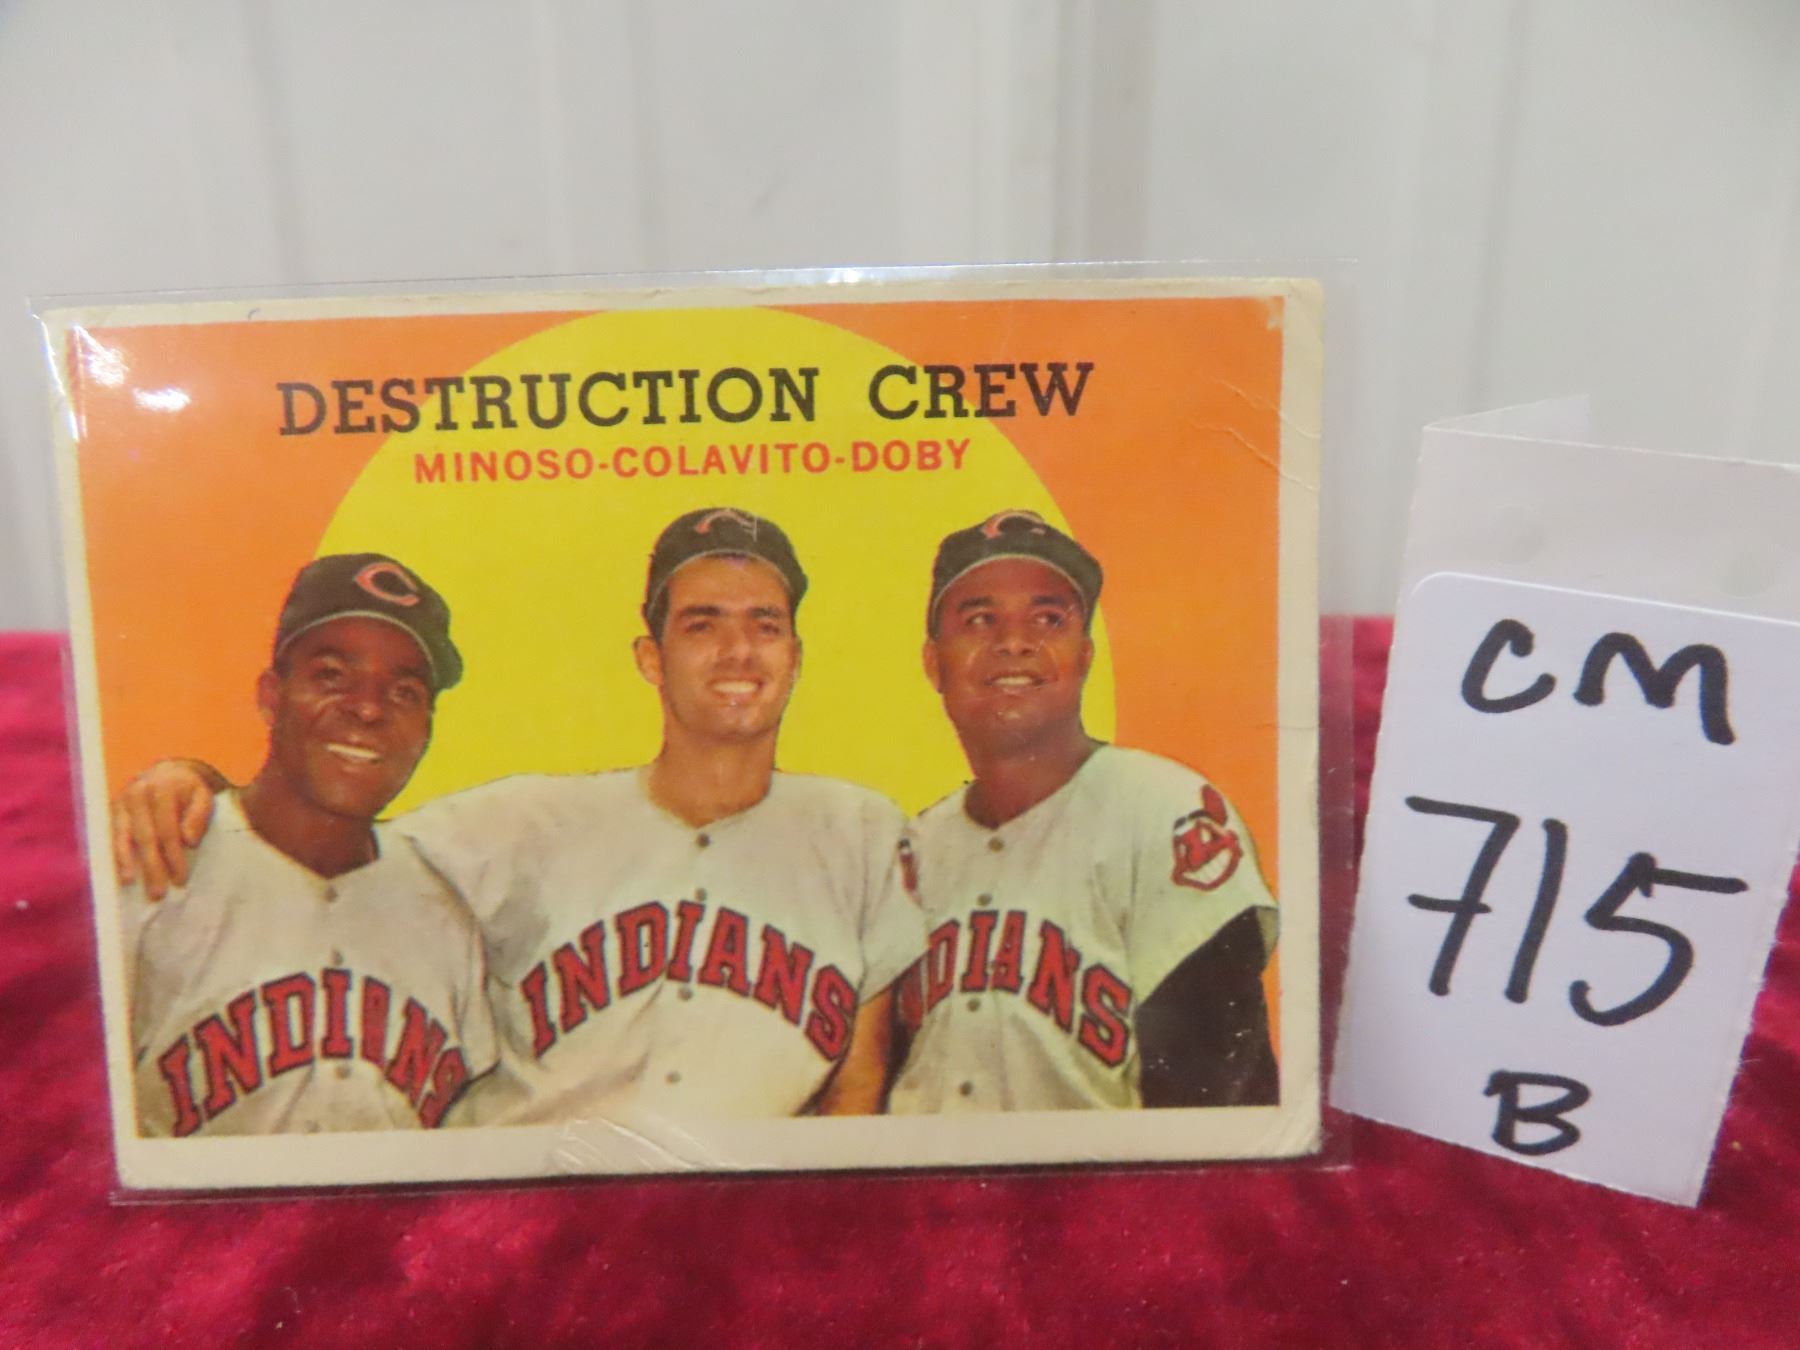 DESTRUCTION CREW
MINOSO-COLAVITO-DOBY
C C C
INDIANS INDIANS INDIANS
CM
715
B